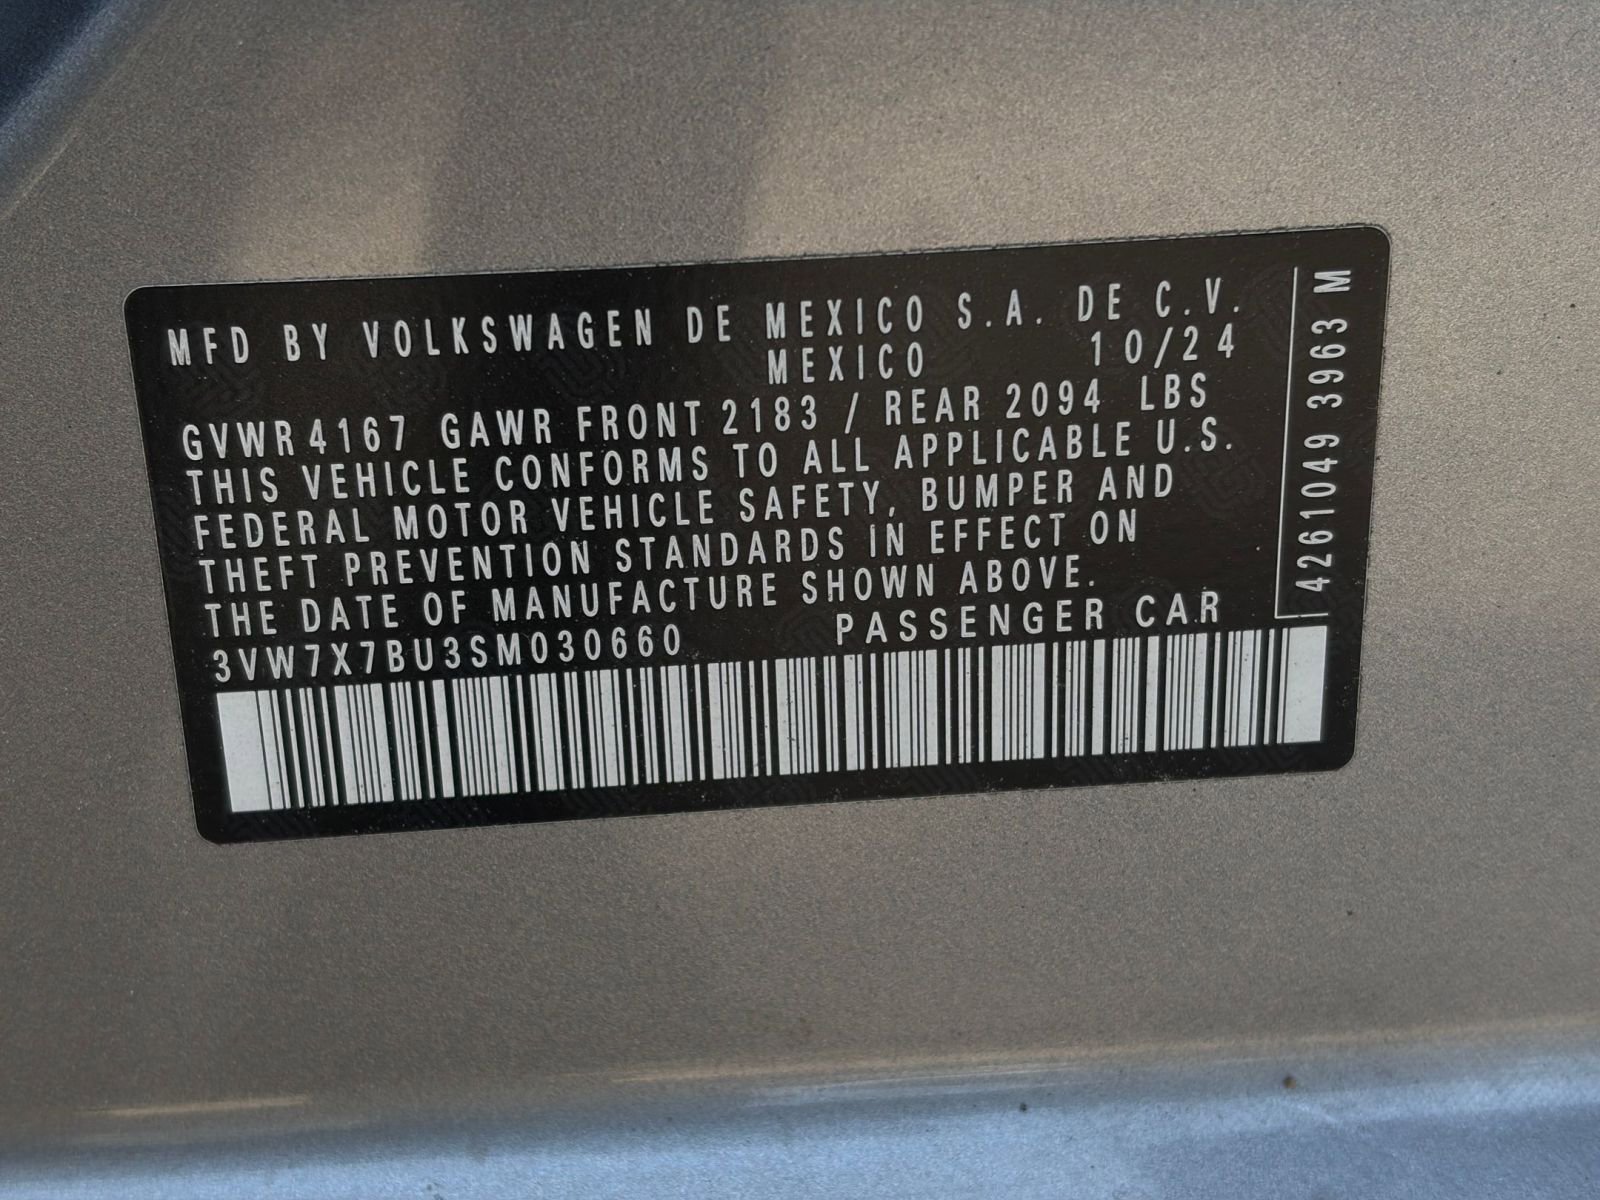 MFD BY VOLKSWAGEN DE MEXICO S.A. DE C.V.
MEXICO 10/24
GVWR 4167 GAWR FRONT 2183 / REAR 2094 LBS
THIS VEHICLE CONFORMS TO ALL APPLICABLE U.S.
FEDERAL MOTOR VEHICLE SAFETY, BUMPER AND
THEFT PREVENTION STANDARDS IN EFFECT ON
THE DATE OF MANUFACTURE SHOWN ABOVE.
3VW7X7BU3SM030660 PASSENGER CAR
4261049 3963 M